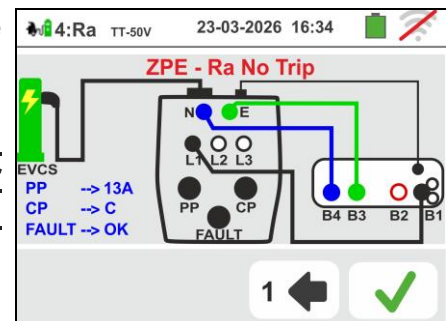 4:Ra TT-50V 23-03-2026 16:34
ZPE - Ra No Trip
N E
L1 L2 L3
EVCS
PP --> 13A
CP --> C
FAULT --> OK
PP CP
FAULT
B4 B3 B2 B1
1